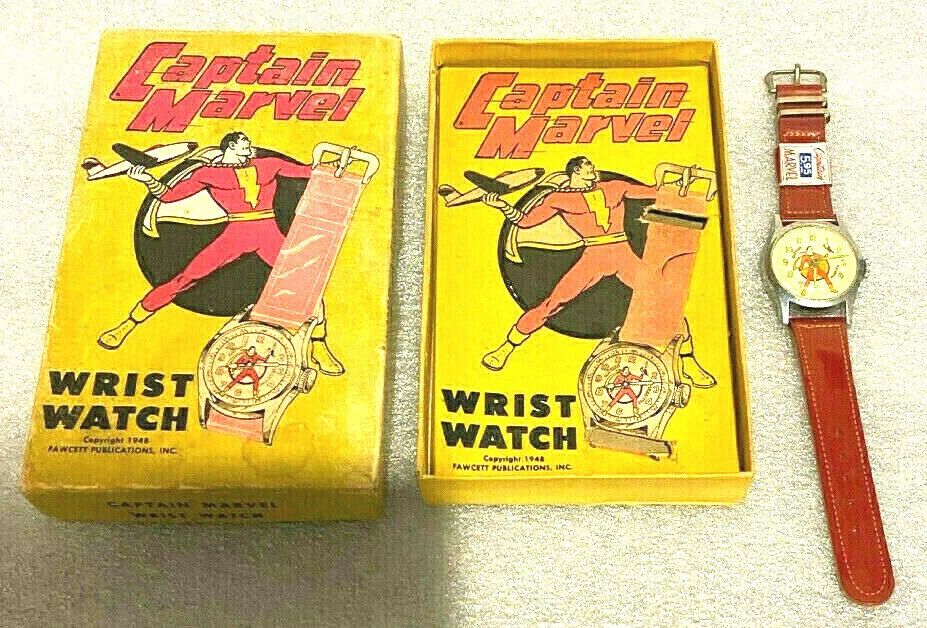 Captain
Marvel
WRIST
WATCH
Copyright 1948
FAWCETT PUBLICATIONS, INC.
CAPTAIN MARVEL
WRIST WATCH
Captain
Marvel
WRIST
WATCH
Copyright 1948
FAWCETT PUBLICATIONS, INC.
Captain
MARVEL
5.95